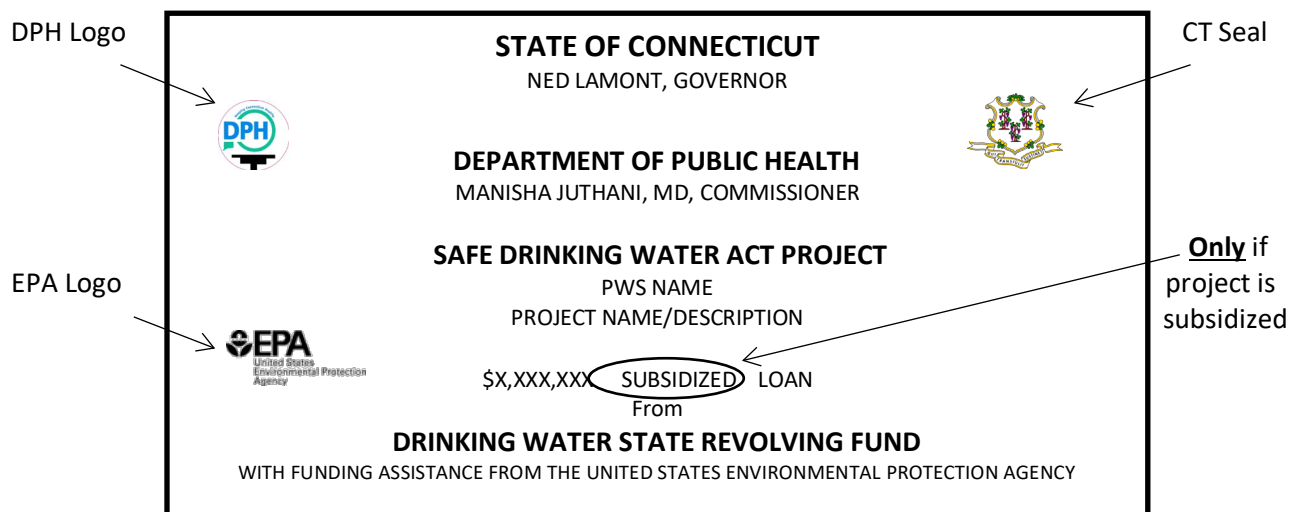 DPH Logo
CT Seal
STATE OF CONNECTICUT
NED LAMONT, GOVERNOR
DPH
DEPARTMENT OF PUBLIC HEALTH
MANISHA JUTHANI, MD, COMMISSIONER
SAFE DRINKING WATER ACT PROJECT
Only if
project is
subsidized
EPA Logo
PWS NAME
PROJECT NAME/DESCRIPTION
EPA
United States
Environmental Protection
Agency
$X,XXX,XXX SUBSIDIZED LOAN
From
DRINKING WATER STATE REVOLVING FUND
WITH FUNDING ASSISTANCE FROM THE UNITED STATES ENVIRONMENTAL PROTECTION AGENCY